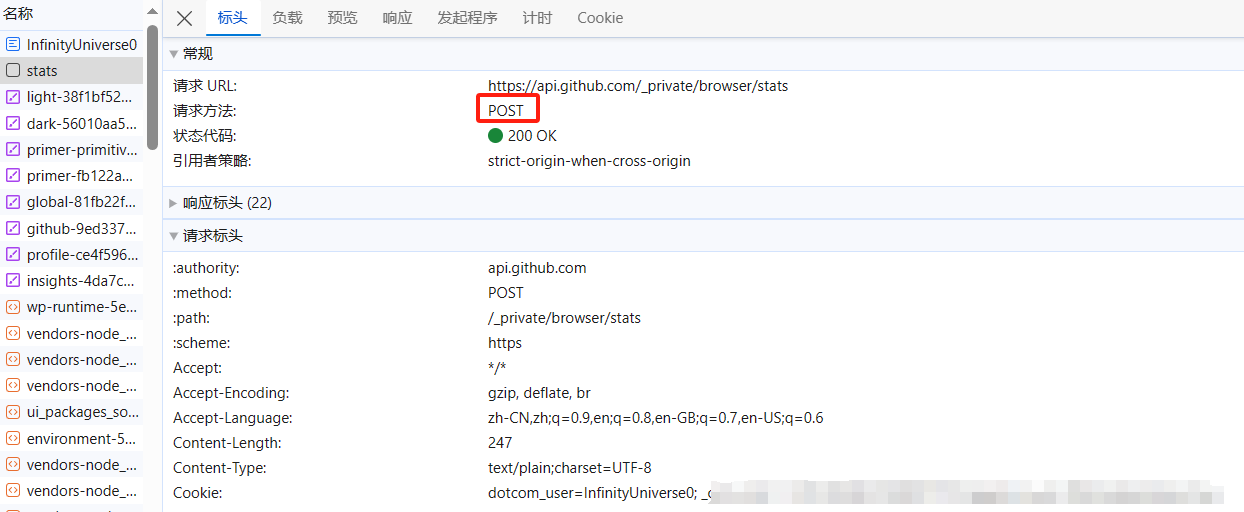 名称
InfinityUniverse0
stats
light-38f1bf52...
dark-56010aa5...
primer-primitiv...
primer-fb122a...
global-81fb22f...
github-9ed337...
profile-ce4f596...
insights-4da7c...
wp-runtime-5e...
vendors-node_...
vendors-node_...
vendors-node_...
ui_packages_so...
environment-5...
vendors-node_...
vendors-node_...
标头 负载 预览 响应 发起程序 计时 Cookie
常规
请求 URL: https://api.github.com/_private/browser/stats
请求方法: POST
状态代码: 200 OK
引用者策略: strict-origin-when-cross-origin
响应标头 (22)
请求标头
:authority: api.github.com
:method: POST
:path: /_private/browser/stats
:scheme: https
Accept: */*
Accept-Encoding: gzip, deflate, br
Accept-Language: zh-CN,zh;q=0.9,en;q=0.8,en-GB;q=0.7,en-US;q=0.6
Content-Length: 247
Content-Type: text/plain;charset=UTF-8
Cookie: dotcom_user=InfinityUniverse0;